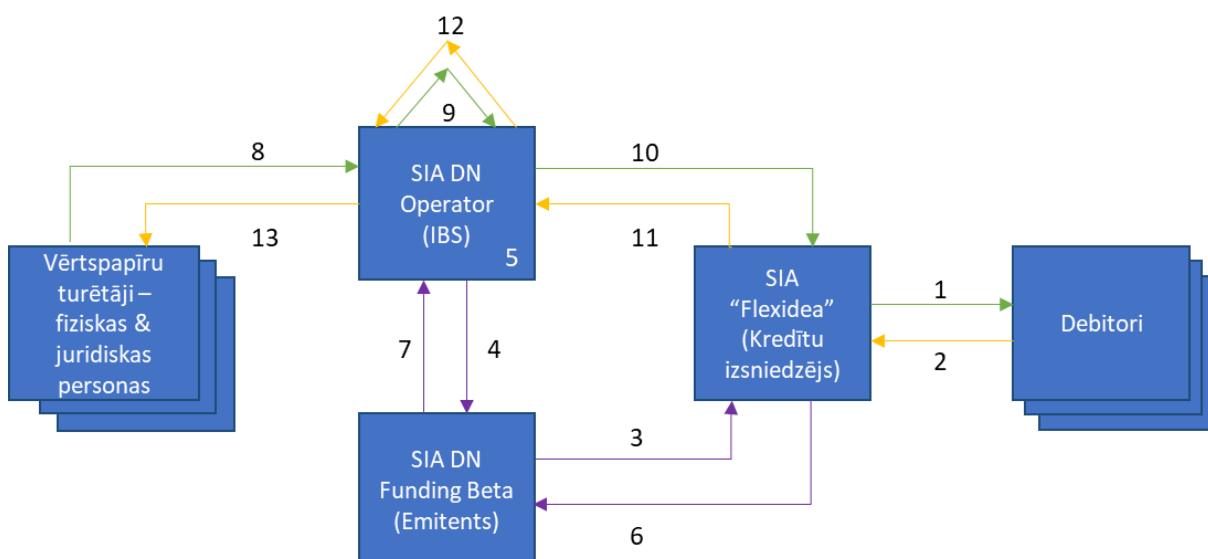 12
9
8
10
SIA DN
Operator
(IBS)
5
13
11
Vērtspapīru
turētāji –
fiziskas &
juridiskas
personas
SIA
“Flexidea”
(Kredītu
izsniedzējs)
1
2
Debitori
7
4
3
SIA DN
Funding Beta
(Emitents)
6